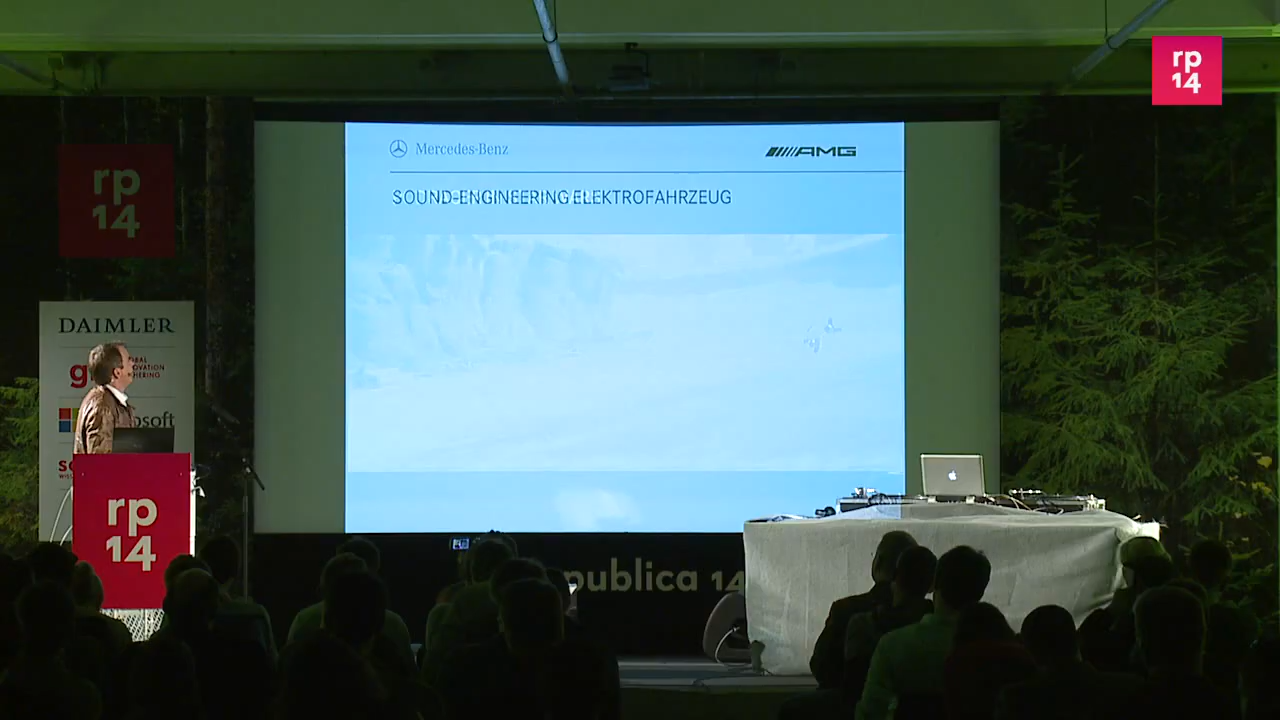 rp
14
Mercedes-Benz
AMG
SOUND-ENGINEERING ELEKTROFAHRZEUG
rp
14
DAIMLER
rp
14
publica 14